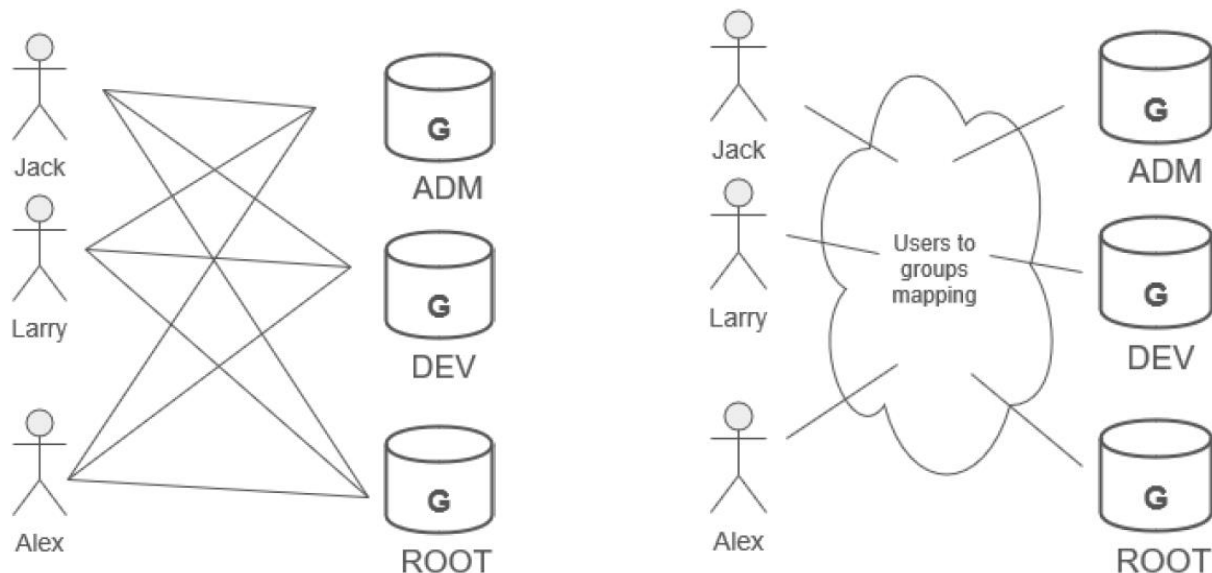 Jack
G
ADM
Larry
G
DEV
Alex
G
ROOT
Jack
G
ADM
Users to
groups
mapping
Larry
G
DEV
Alex
G
ROOT